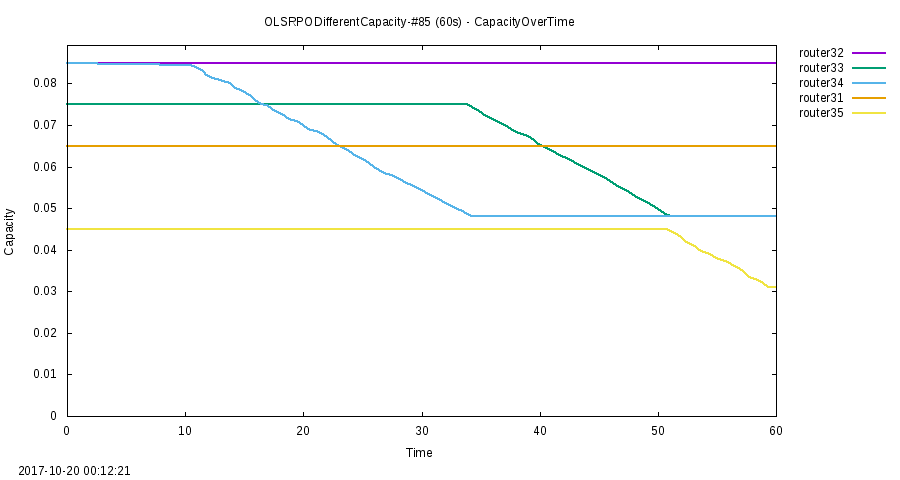 OLSRPODifferentCapacity-#85 (60s) - CapacityOverTime
router32
router33
router34
router31
router35
0.08
0.07
0.06
0.05
0.04
0.03
0.02
0.01
0
Capacity
0 10 20 30 40 50 60
Time
2017-10-20 00:12:21